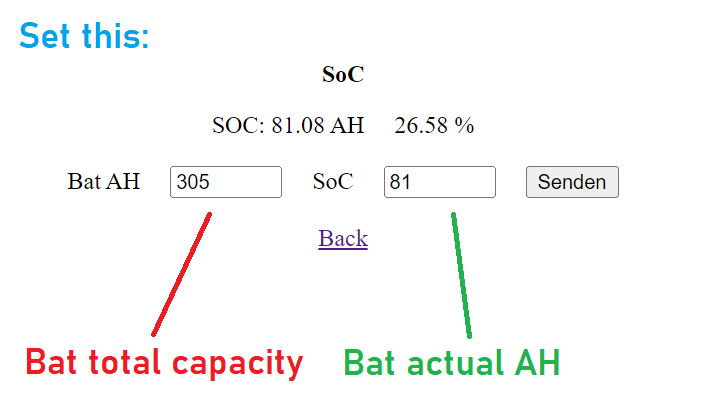 Set this:
SoC
SOC: 81.08 AH 26.58 %
Bat AH 305 SoC 81 Senden
Back
Bat total capacity Bat actual AH